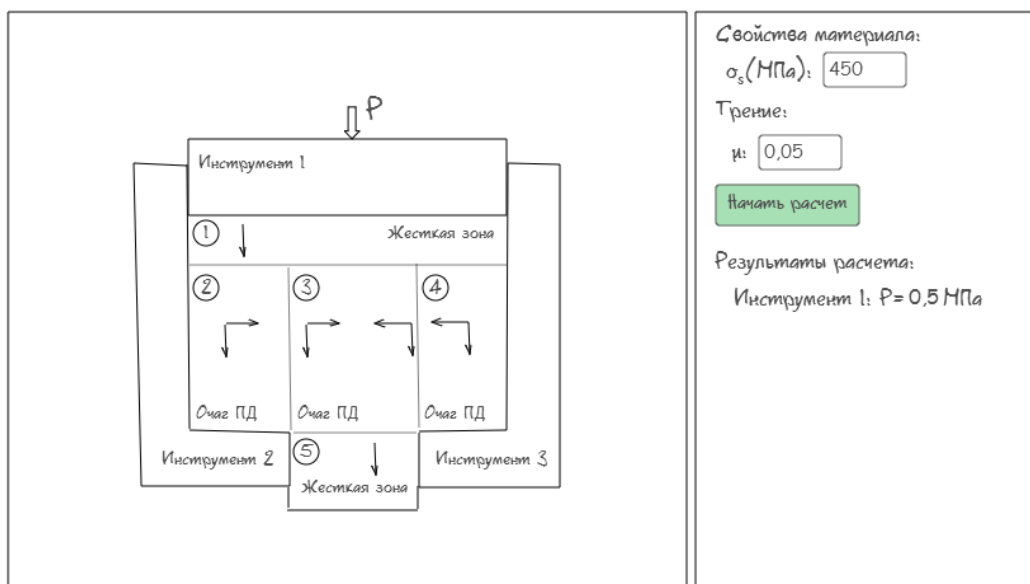 P
Инструмент 1
1
Жесткая зона
2
3
4
Очаг ПД
Очаг ПД
Очаг ПД
Инструмент 2
5
Инструмент 3
Жесткая зона
Свойства материала:
σs(МПа): 450
Трение:
μ: 0,05
Начать расчет
Результаты расчета:
Инструмент 1: P= 0,5 МПа